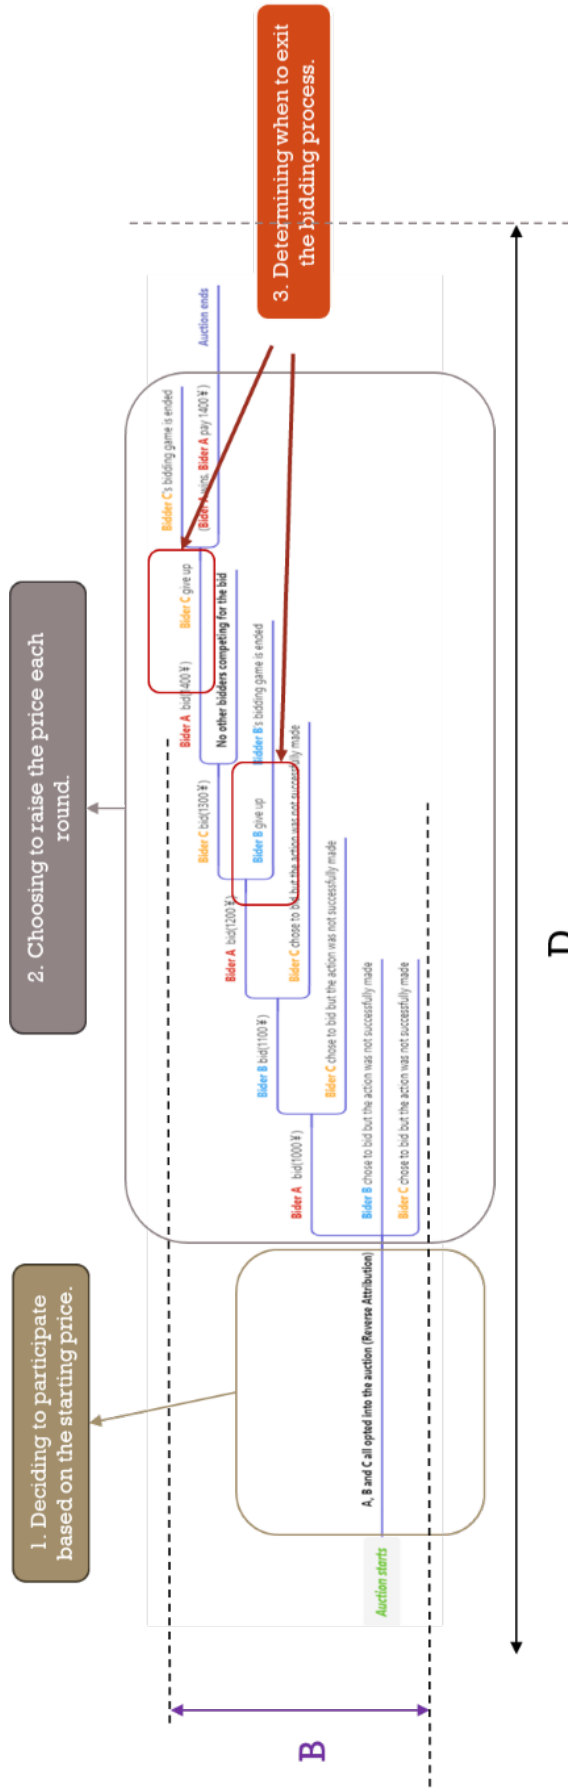 1. Deciding to participate
based on the starting price.
2. Choosing to raise the price each
round.
3. Determining when to exit
the bidding process.
Auction starts
A, B and C all opted into the auction (Reverse Attribution)
Bider A bid(1000¥)
Bider B chose to bid but the action was not successfully made
Bider C chose to bid but the action was not successfully made
Bider B bid(1100¥)
Bider C chose to bid but the action was not successfully made
Bider A bid(1200¥)
Bider C chose to bid but the action was not successfully made
Bider C bid(1300¥)
Bider B give up
Bidder B's bidding game is ended
Bider A bid(1400¥)
No other bidders competing for the bid
Bider C give up
Bidder C's bidding game is ended
(Bider A wins, Bider A pay 1400¥)
Auction ends
B
D